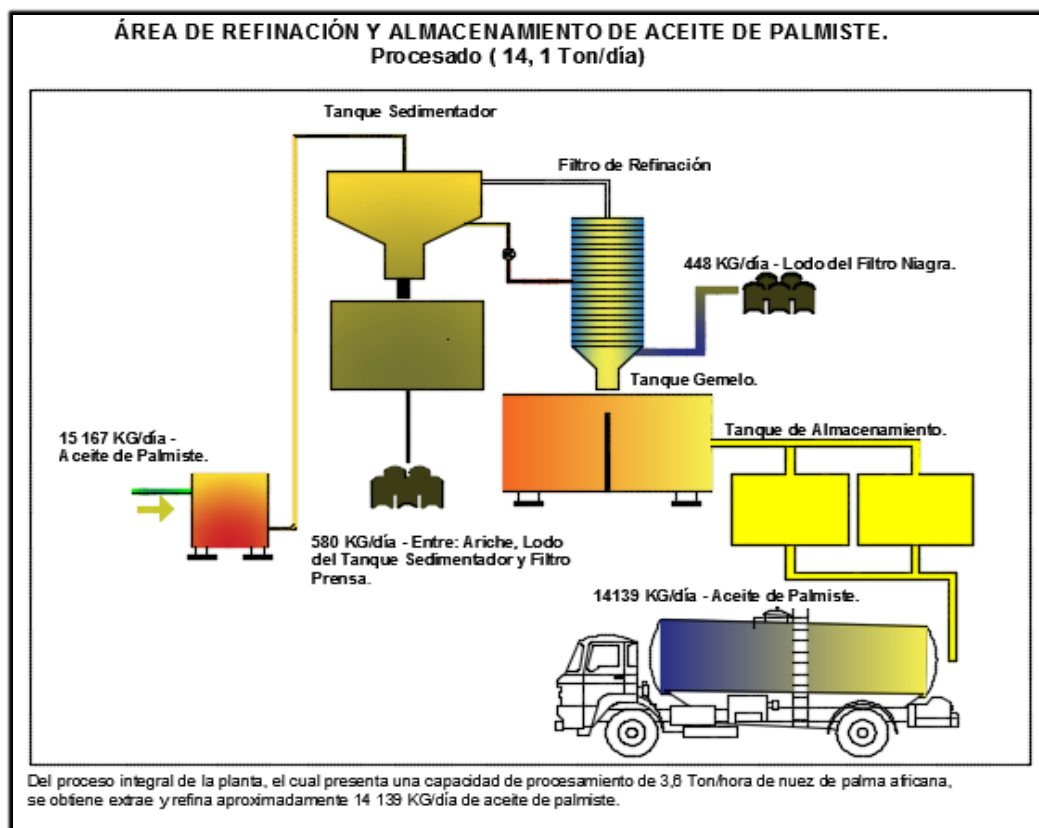 ÁREA DE REFINACIÓN Y ALMACENAMIENTO DE ACEITE DE PALMISTE.
Procesado ( 14, 1 Ton/día)
Tanque Sedimentador
Filtro de Refinación
448 KG/día - Lodo del Filtro Niagra.
Tanque Gemelo.
15 167 KG/día -
Aceite de Palmiste.
Tanque de Almacenamiento.
580 KG/día - Entre: Ariche, Lodo
del Tanque Sedimentador y Filtro
Prensa.
14139 KG/día - Aceite de Palmiste.
Del proceso integral de la planta, el cual presenta una capacidad de procesamiento de 3,6 Ton/hora de nuez de palma africana,
se obtiene extrae y refina aproximadamente 14 139 KG/día de aceite de palmiste.